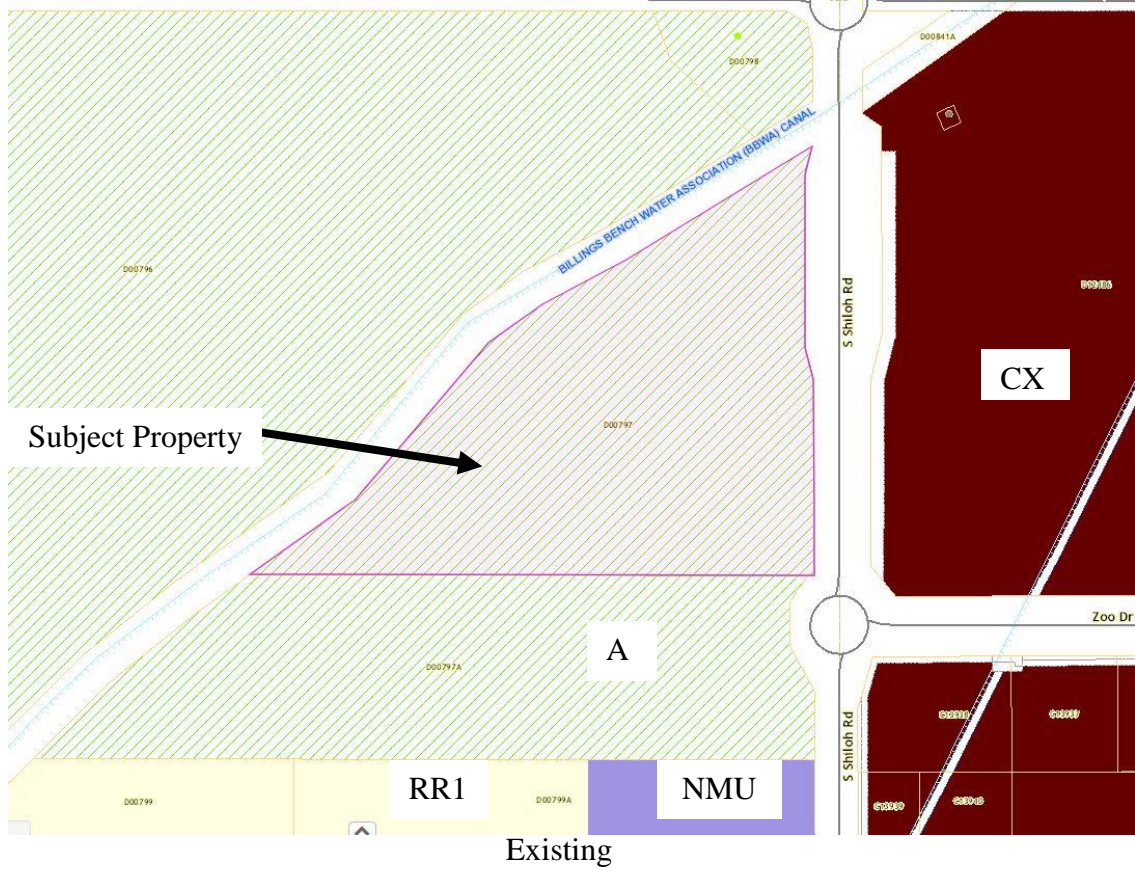 D00841A
D00798
BILLINGS BENCH WATER ASSOCIATION (BBWA) CANAL
D00796
S Shiloh Rd
CX
Subject Property
D00797
Zoo Dr
A
D00797A
S Shiloh Rd
RR1
NMU
D00799
D00799A
Existing